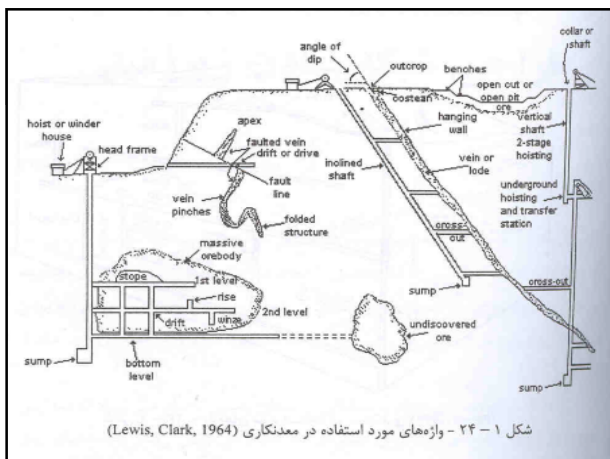 angle of
dip
outcrop
costean
benches
open cut or
open pit
ore
collar or
shaft
hoist or winder
house
head frame
apex
faulted vein
drift or drive
fault
line
vein
pinches
folded
structure
inclined
shaft
hanging
wall
vein or
lode
vertical
shaft
2-stage
hoisting
underground
hoisting
and transfer
station
massive
orebody
stope
1st level
rise
2nd level
drift
winze
bottom
level
sump
cross-
cut
sump
cross-cut
undiscovered
ore
sump
شکل ۱ – ۲۴ - واژه‌های مورد استفاده در معدنکاری (Lewis, Clark, 1964)